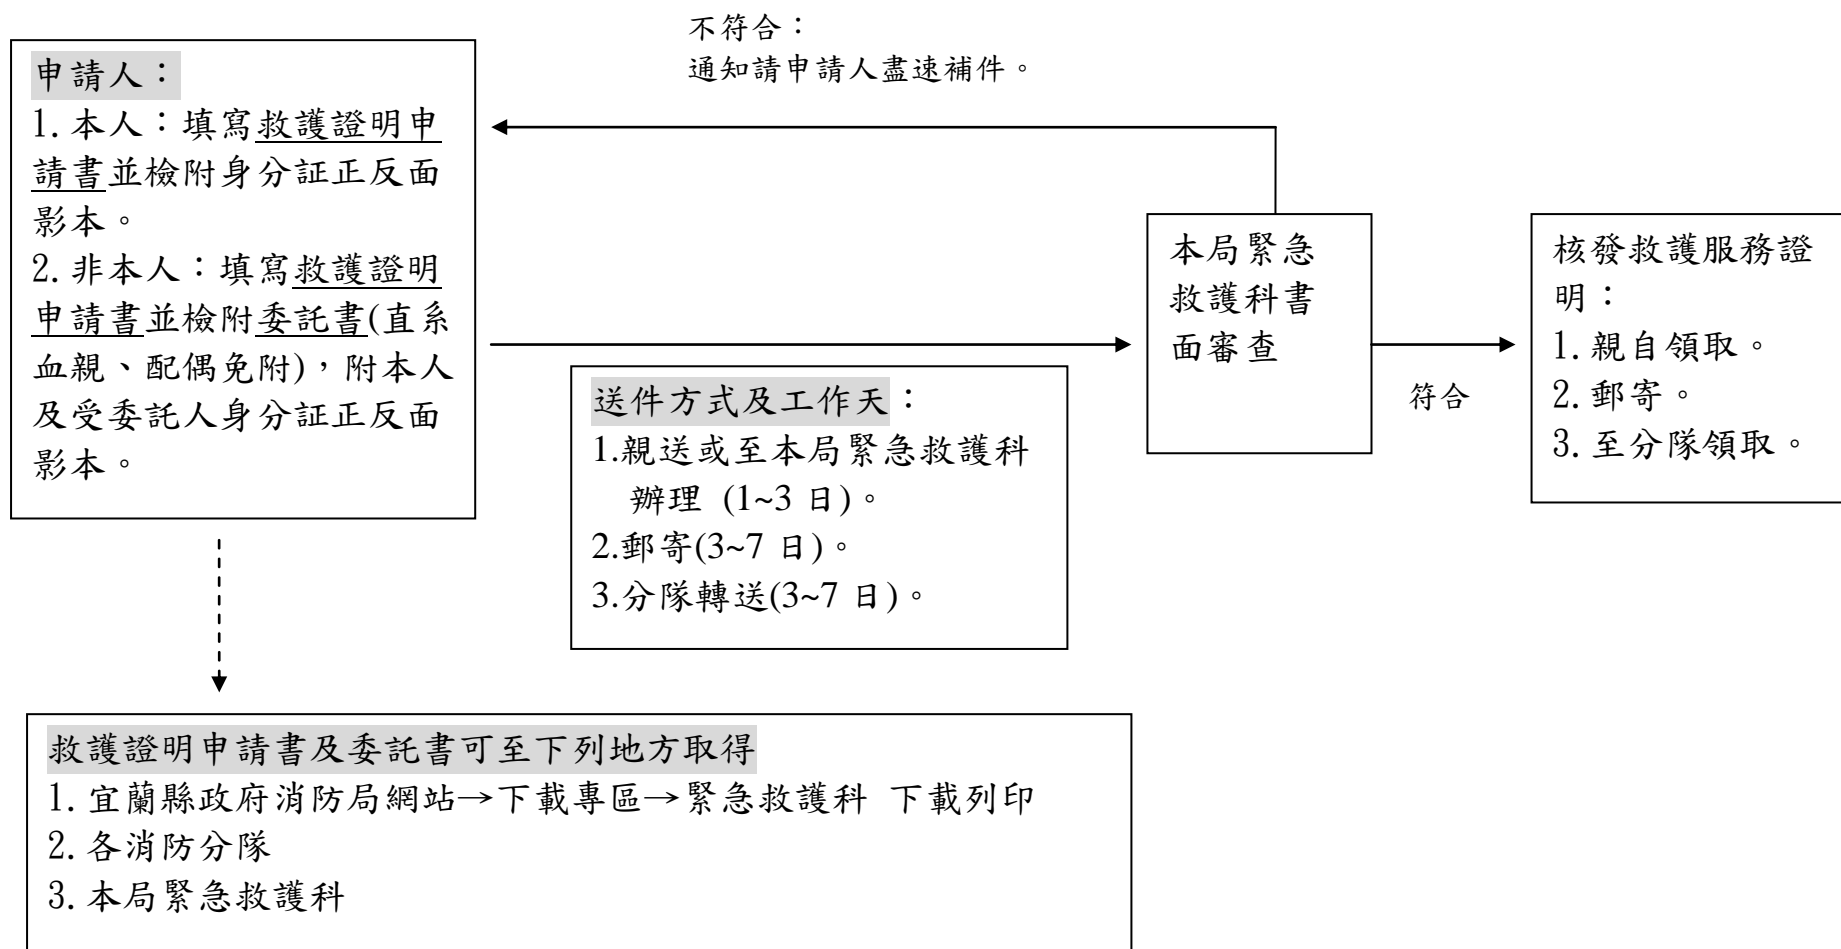 不符合：
通知請申請人盡速補件。
申請人：
1.本人：填寫救護證明申
請書並檢附身分証正反面
影本。
2.非本人：填寫救護證明
申請書並檢附委託書(直系
血親、配偶免附)，附本人
及受委託人身分証正反面
影本。
送件方式及工作天：
1.親送或至本局緊急救護科
辦理 (1~3 日)。
2.郵寄(3~7 日)。
3.分隊轉送(3~7 日)。
本局緊急
救護科書
面審查
符合
核發救護服務證
明：
1.親自領取。
2.郵寄。
3.至分隊領取。
救護證明申請書及委託書可至下列地方取得
1.宜蘭縣政府消防局網站→下載專區→緊急救護科 下載列印
2.各消防分隊
3.本局緊急救護科